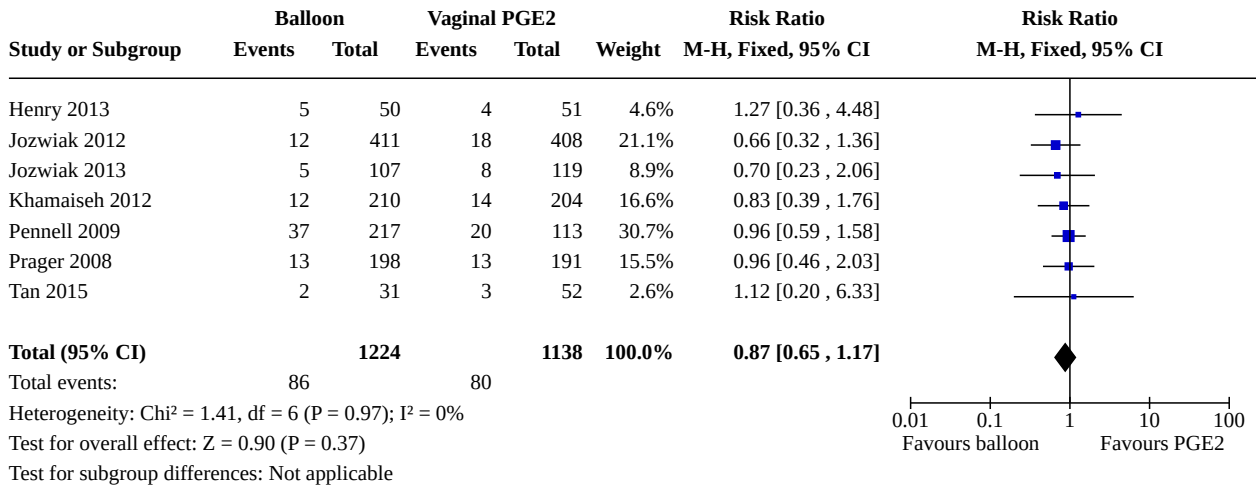 Balloon Vaginal PGE2 Risk Ratio Risk Ratio
Study or Subgroup Events Total Events Total Weight M-H, Fixed, 95% CI M-H, Fixed, 95% CI
Henry 2013 5 50 4 51 4.6% 1.27 [0.36 , 4.48]
Jozwiak 2012 12 411 18 408 21.1% 0.66 [0.32 , 1.36]
Jozwiak 2013 5 107 8 119 8.9% 0.70 [0.23 , 2.06]
Khamaiseh 2012 12 210 14 204 16.6% 0.83 [0.39 , 1.76]
Pennell 2009 37 217 20 113 30.7% 0.96 [0.59 , 1.58]
Prager 2008 13 198 13 191 15.5% 0.96 [0.46 , 2.03]
Tan 2015 2 31 3 52 2.6% 1.12 [0.20 , 6.33]
Total (95% CI) 1224 1138 100.0% 0.87 [0.65 , 1.17]
Total events: 86 80
Heterogeneity: Chi² = 1.41, df = 6 (P = 0.97); I² = 0%
Test for overall effect: Z = 0.90 (P = 0.37)
Test for subgroup differences: Not applicable
0.01 0.1 1 10 100
Favours balloon Favours PGE2